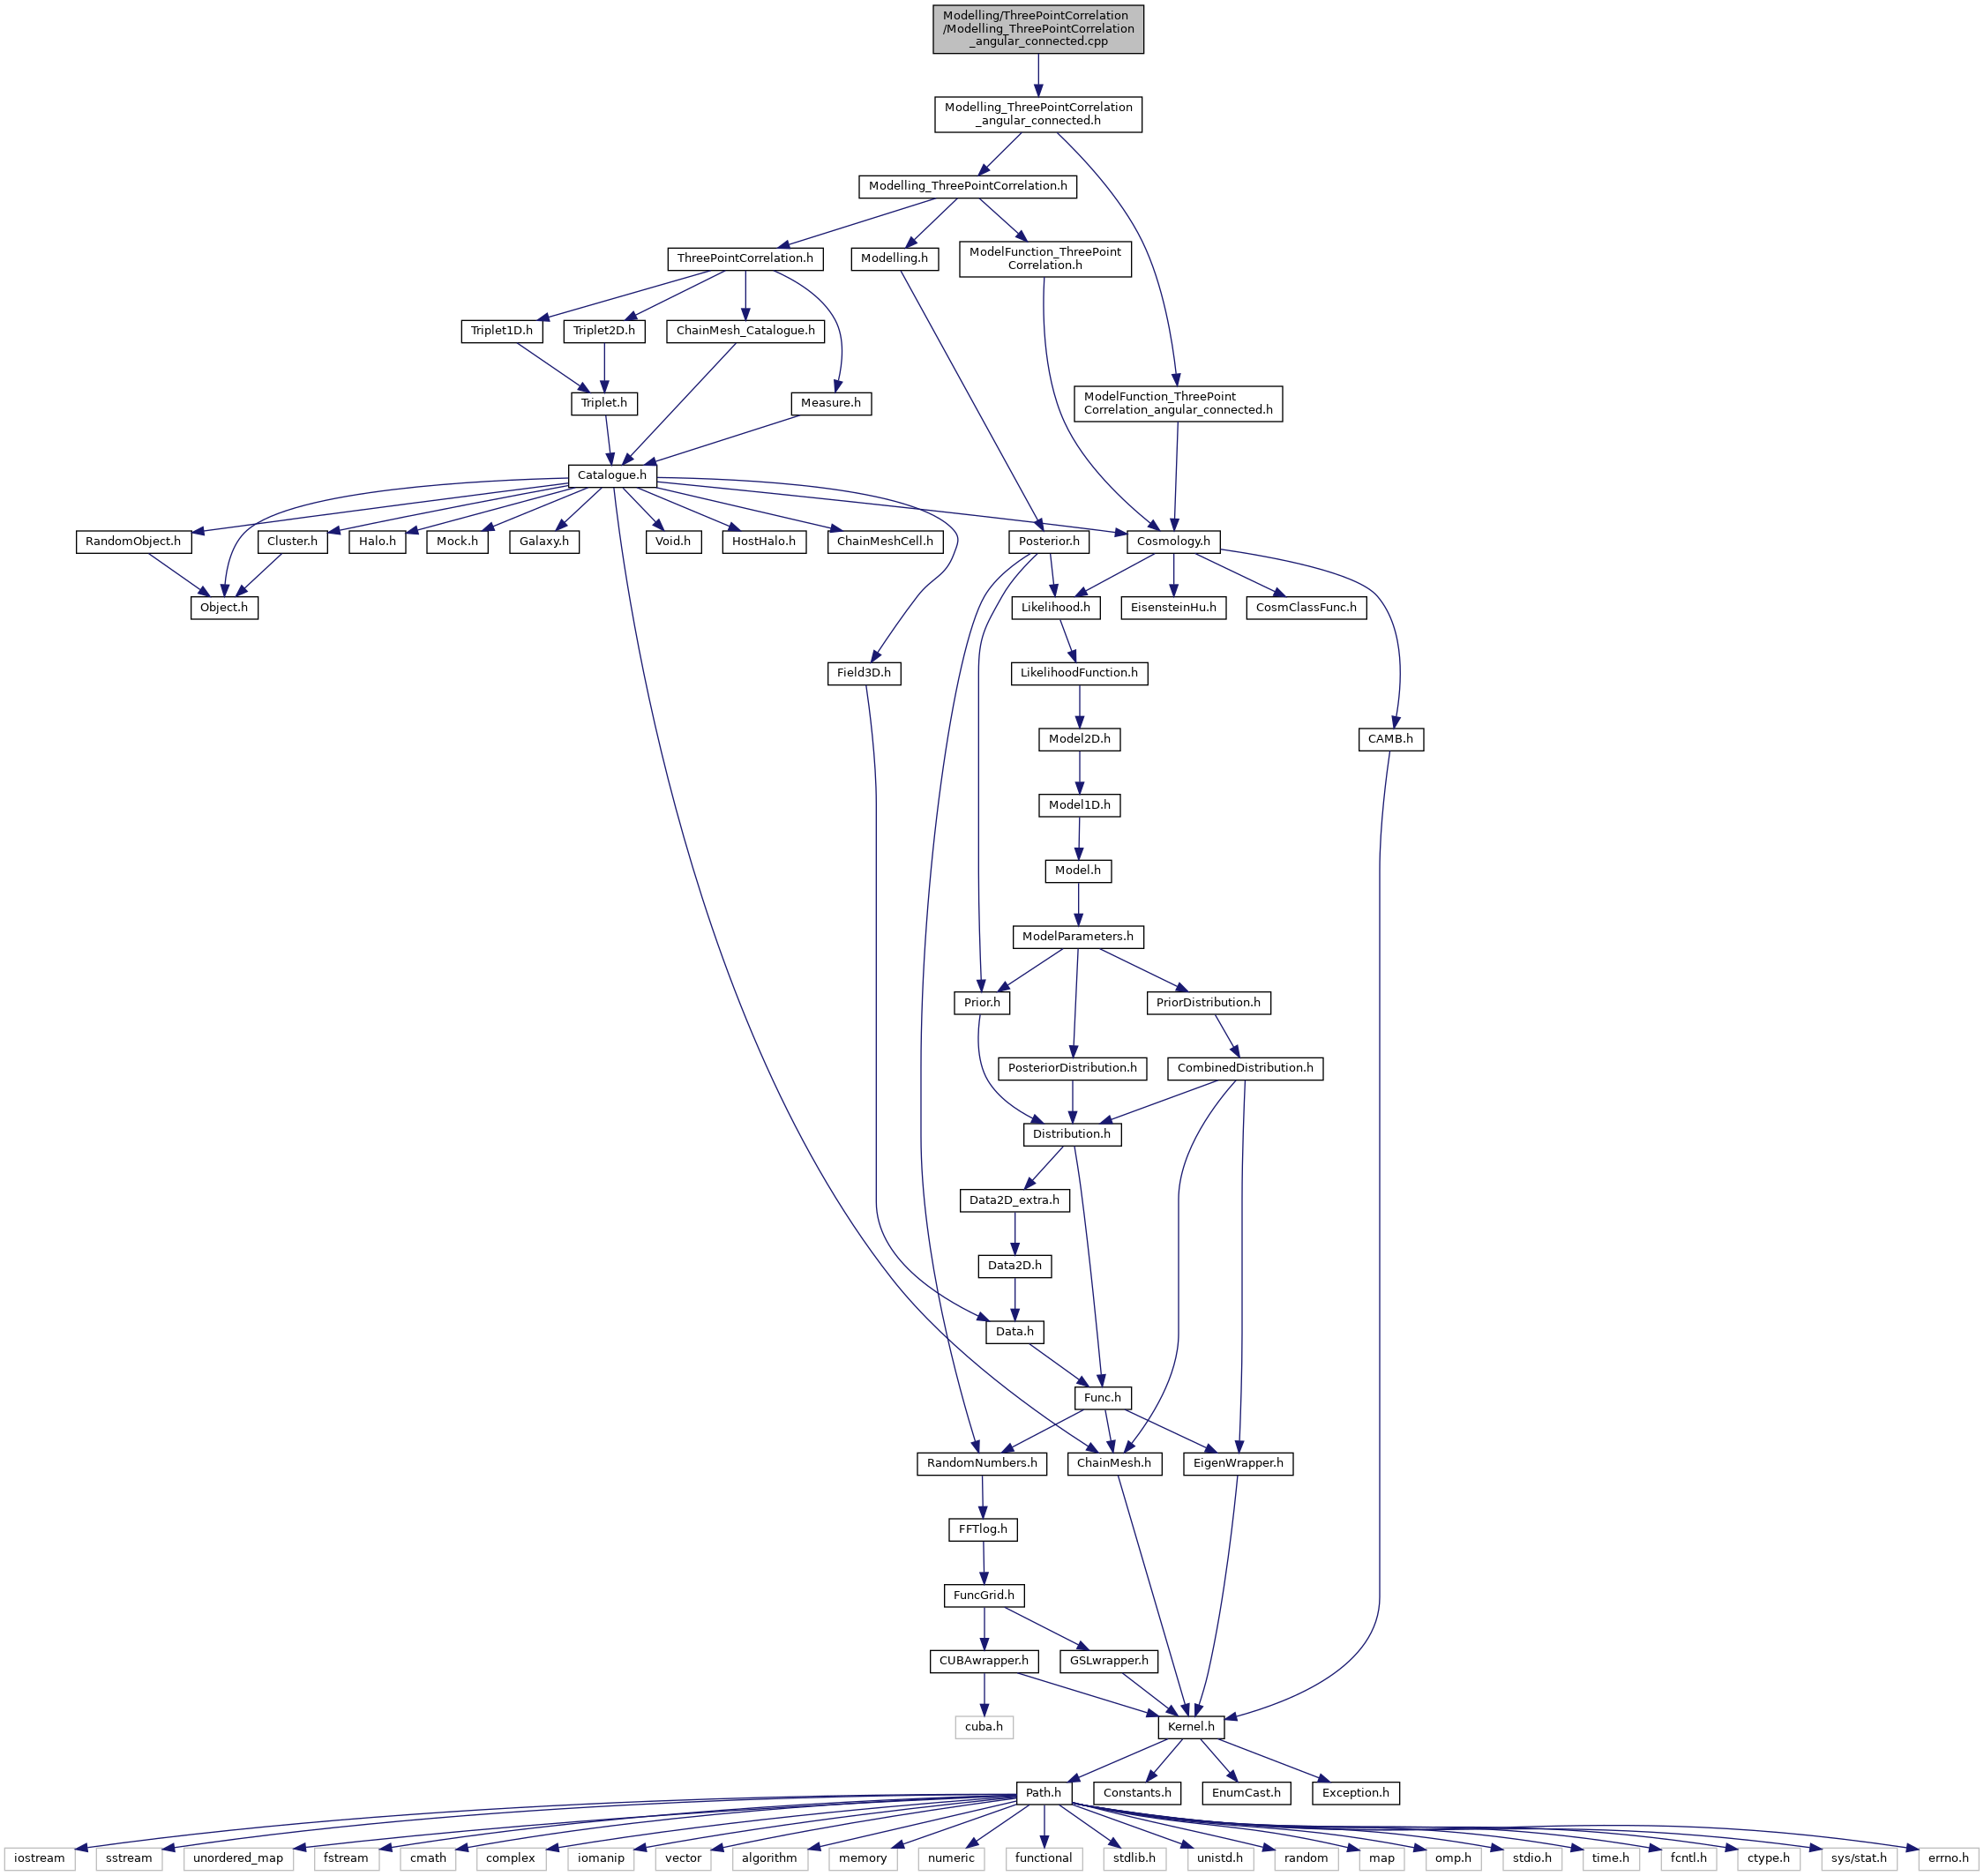 Modelling/ThreePointCorrelation
/Modelling_ThreePointCorrelation
_angular_connected.cpp
Modelling_ThreePointCorrelation
_angular_connected.h
Modelling_ThreePointCorrelation.h
ThreePointCorrelation.h
Modelling.h
ModelFunction_ThreePoint
Correlation.h
Triplet1D.h
Triplet2D.h
ChainMesh_Catalogue.h
Triplet.h
Measure.h
ModelFunction_ThreePoint
Correlation_angular_connected.h
Catalogue.h
RandomObject.h
Cluster.h
Halo.h
Mock.h
Galaxy.h
Void.h
HostHalo.h
ChainMeshCell.h
Posterior.h
Cosmology.h
Object.h
Likelihood.h
EisensteinHu.h
CosmClassFunc.h
Field3D.h
LikelihoodFunction.h
Model2D.h
CAMB.h
Model1D.h
Model.h
ModelParameters.h
Prior.h
PriorDistribution.h
PosteriorDistribution.h
CombinedDistribution.h
Distribution.h
Data2D_extra.h
Data2D.h
Data.h
Func.h
RandomNumbers.h
ChainMesh.h
EigenWrapper.h
FFTlog.h
FuncGrid.h
CUBAwrapper.h
GSLwrapper.h
cuba.h
Kernel.h
Path.h
Constants.h
EnumCast.h
Exception.h
iostream
sstream
unordered_map
fstream
cmath
complex
iomanip
vector
algorithm
memory
numeric
functional
stdlib.h
unistd.h
random
map
omp.h
stdio.h
time.h
fcntl.h
ctype.h
sys/stat.h
errno.h